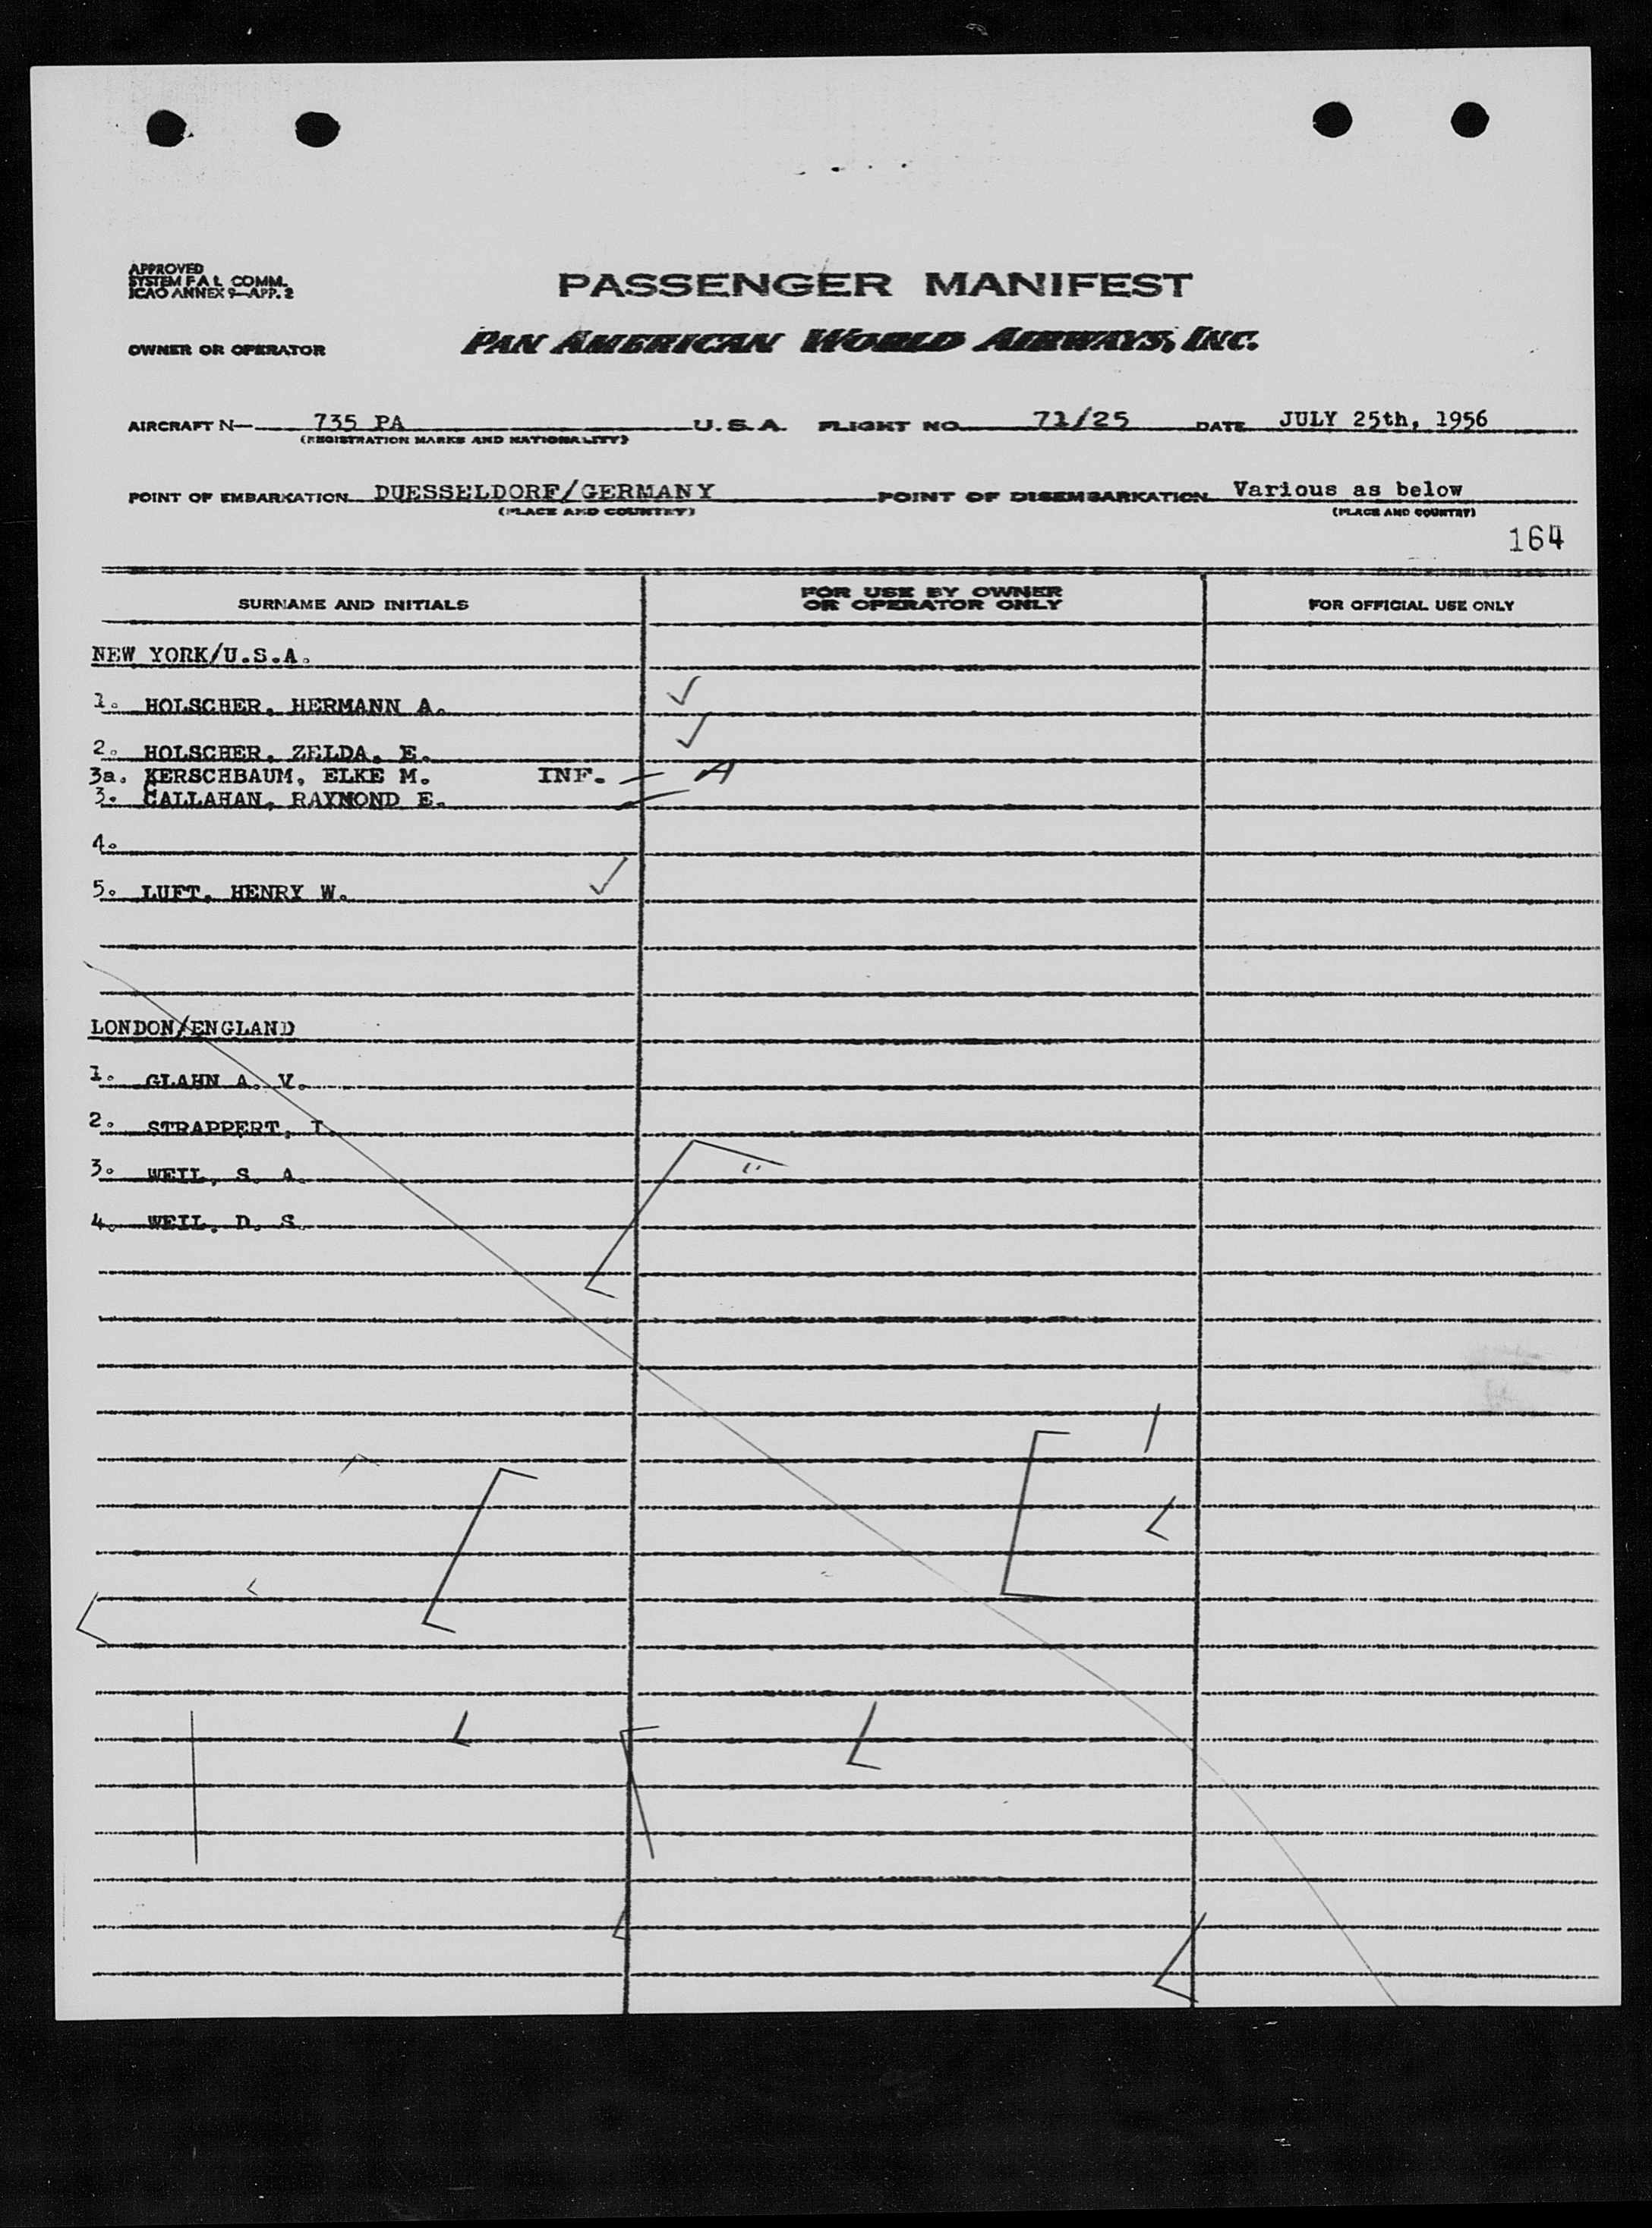 APPROVED
SYSTEM F A L COMM.
ICAO ANNEX 9—APP. 2
PASSENGER MANIFEST
OWNER OR OPERATOR PAN AMERICAN WORLD AIRWAYS, INC.
AIRCRAFT N— 735 PA U. S. A. FLIGHT NO. 71/25 DATE JULY 25th, 1956
(REGISTRATION MARKS AND NATIONALITY)
POINT OF EMBARKATION DUESSELDORF/GERMANY POINT OF DISEMBARKATION Various as below
(PLACE AND COUNTRY) (PLACE AND COUNTRY)
164
SURNAME AND INITIALS FOR USE BY OWNER OR OPERATOR ONLY FOR OFFICIAL USE ONLY
NEW YORK/U.S.A.
1. HOLSCHER, HERMANN A.
2. HOLSCHER, ZELDA, E.
3a. KERSCHBAUM, ELKE M. INF. — A
3. CALLAHAN, RAYMOND E.
4.
5. LUFT, HENRY W.
LONDON/ENGLAND
1. GLAHN A. V.
2. STRAPPERT, I.
3. WEIL, S. A.
4. WEIL, D. S.